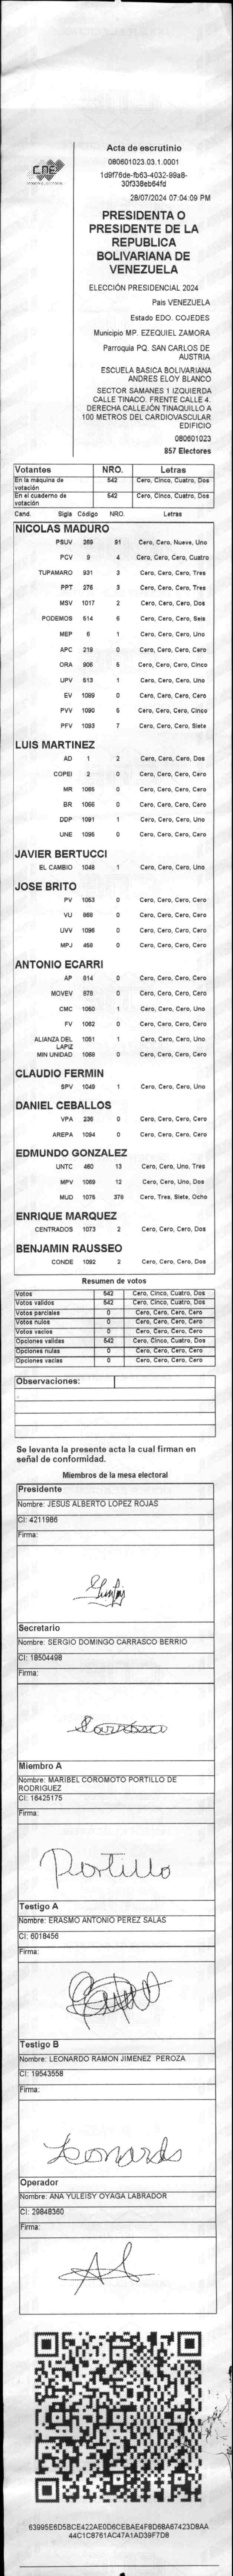 CNE
Acta de escrutinio
080601023.03.1.0001
1d9f76de-fb63-4032-99a8-
30f338eb64fd
28/07/2024 07:04:09 PM
PRESIDENTA O
PRESIDENTE DE LA
REPUBLICA
BOLIVARIANA DE
VENEZUELA
ELECCIÓN PRESIDENCIAL 2024
Pais VENEZUELA
Estado EDO. COJEDES
Municipio MP. EZEQUIEL ZAMORA
Parroquia PQ. SAN CARLOS DE
AUSTRIA
ESCUELA BASICA BOLIVARIANA
ANDRES ELOY BLANCO
SECTOR SAMANES 1 IZQUIERDA
CALLE TINACO. FRENTE CALLE 4.
DERECHA CALLEJÓN TINAQUILLO A
100 METROS DEL CARDIOVASCULAR
EDIFICIO
080601023
857 Electores
Votantes NRO. Letras
En la máquina de votación 542 Cero, Cinco, Cuatro, Dos
En el cuaderno de votación 542 Cero, Cinco, Cuatro, Dos
Cand. Sigla Código NRO. Letras
NICOLAS MADURO
PSUV 269 91 Cero, Cero, Nueve, Uno
PCV 9 4 Cero, Cero, Cero, Cuatro
TUPAMARO 931 3 Cero, Cero, Cero, Tres
PPT 276 3 Cero, Cero, Cero, Tres
MSV 1017 2 Cero, Cero, Cero, Dos
PODEMOS 514 6 Cero, Cero, Cero, Seis
MEP 6 1 Cero, Cero, Cero, Uno
APC 219 0 Cero, Cero, Cero, Cero
ORA 906 5 Cero, Cero, Cero, Cinco
UPV 513 1 Cero, Cero, Cero, Uno
EV 1089 0 Cero, Cero, Cero, Cero
PVV 1090 5 Cero, Cero, Cero, Cinco
PFV 1093 7 Cero, Cero, Cero, Siete
LUIS MARTINEZ
AD 1 2 Cero, Cero, Cero, Dos
COPEI 2 0 Cero, Cero, Cero, Cero
MR 1065 0 Cero, Cero, Cero, Cero
BR 1066 0 Cero, Cero, Cero, Cero
DDP 1091 1 Cero, Cero, Cero, Uno
UNE 1095 0 Cero, Cero, Cero, Cero
JAVIER BERTUCCI
EL CAMBIO 1048 1 Cero, Cero, Cero, Uno
JOSE BRITO
PV 1053 0 Cero, Cero, Cero, Cero
VU 868 0 Cero, Cero, Cero, Cero
UVV 1096 0 Cero, Cero, Cero, Cero
MPJ 458 0 Cero, Cero, Cero, Cero
ANTONIO ECARRI
AP 814 0 Cero, Cero, Cero, Cero
MOVEV 978 0 Cero, Cero, Cero, Cero
CMC 1050 1 Cero, Cero, Cero, Uno
FV 1062 0 Cero, Cero, Cero, Cero
ALIANZA DEL LAPIZ 1051 1 Cero, Cero, Cero, Uno
MIN UNIDAD 1068 0 Cero, Cero, Cero, Cero
CLAUDIO FERMIN
SPV 1049 1 Cero, Cero, Cero, Uno
DANIEL CEBALLOS
VPA 236 0 Cero, Cero, Cero, Cero
AREPA 1094 0 Cero, Cero, Cero, Cero
EDMUNDO GONZALEZ
UNTC 460 13 Cero, Cero, Uno, Tres
MPV 1069 12 Cero, Cero, Uno, Dos
MUD 1075 378 Cero, Tres, Siete, Ocho
ENRIQUE MARQUEZ
CENTRADOS 1073 2 Cero, Cero, Cero, Dos
BENJAMIN RAUSSEO
CONDE 1092 2 Cero, Cero, Cero, Dos
Resumen de votos
Votos 542 Cero, Cinco, Cuatro, Dos
Votos validos 542 Cero, Cinco, Cuatro, Dos
Votos parciales 0 Cero, Cero, Cero, Cero
Votos nulos 0 Cero, Cero, Cero, Cero
Votos vacios 0 Cero, Cero, Cero, Cero
Opciones validas 542 Cero, Cinco, Cuatro, Dos
Opciones nulas 0 Cero, Cero, Cero, Cero
Opciones vacias 0 Cero, Cero, Cero, Cero
Observaciones:
Se levanta la presente acta la cual firman en
señal de conformidad.
Miembros de la mesa electoral
Presidente
Nombre: JESUS ALBERTO LOPEZ ROJAS
CI: 4211986
Firma:
Secretario
Nombre: SERGIO DOMINGO CARRASCO BERRIO
CI: 18504498
Firma:
Carrasco
Miembro A
Nombre: MARIBEL COROMOTO PORTILLO DE
RODRIGUEZ
CI: 16425175
Firma:
Portillo
Testigo A
Nombre: ERASMO ANTONIO PEREZ SALAS
CI: 6018456
Firma:
Testigo B
Nombre: LEONARDO RAMON JIMENEZ PEROZA
CI: 19543558
Firma:
Leonardo
Operador
Nombre: ANA YULEISY OYAGA LABRADOR
CI: 29848360
Firma:
63995E6D5BCE422AE0D6CEBAE4F8D68A67423D8AA
44C1C8761AC47A1AD39F7D8